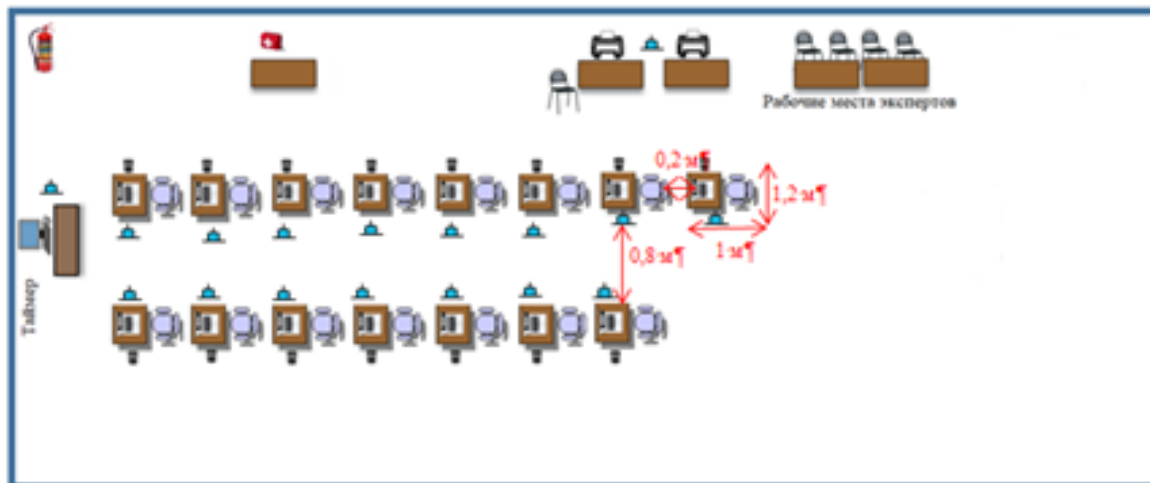 Рабочие места экспертов
0,2·м¶
1,2·м¶
0,8·м¶
1·м¶
Таймер